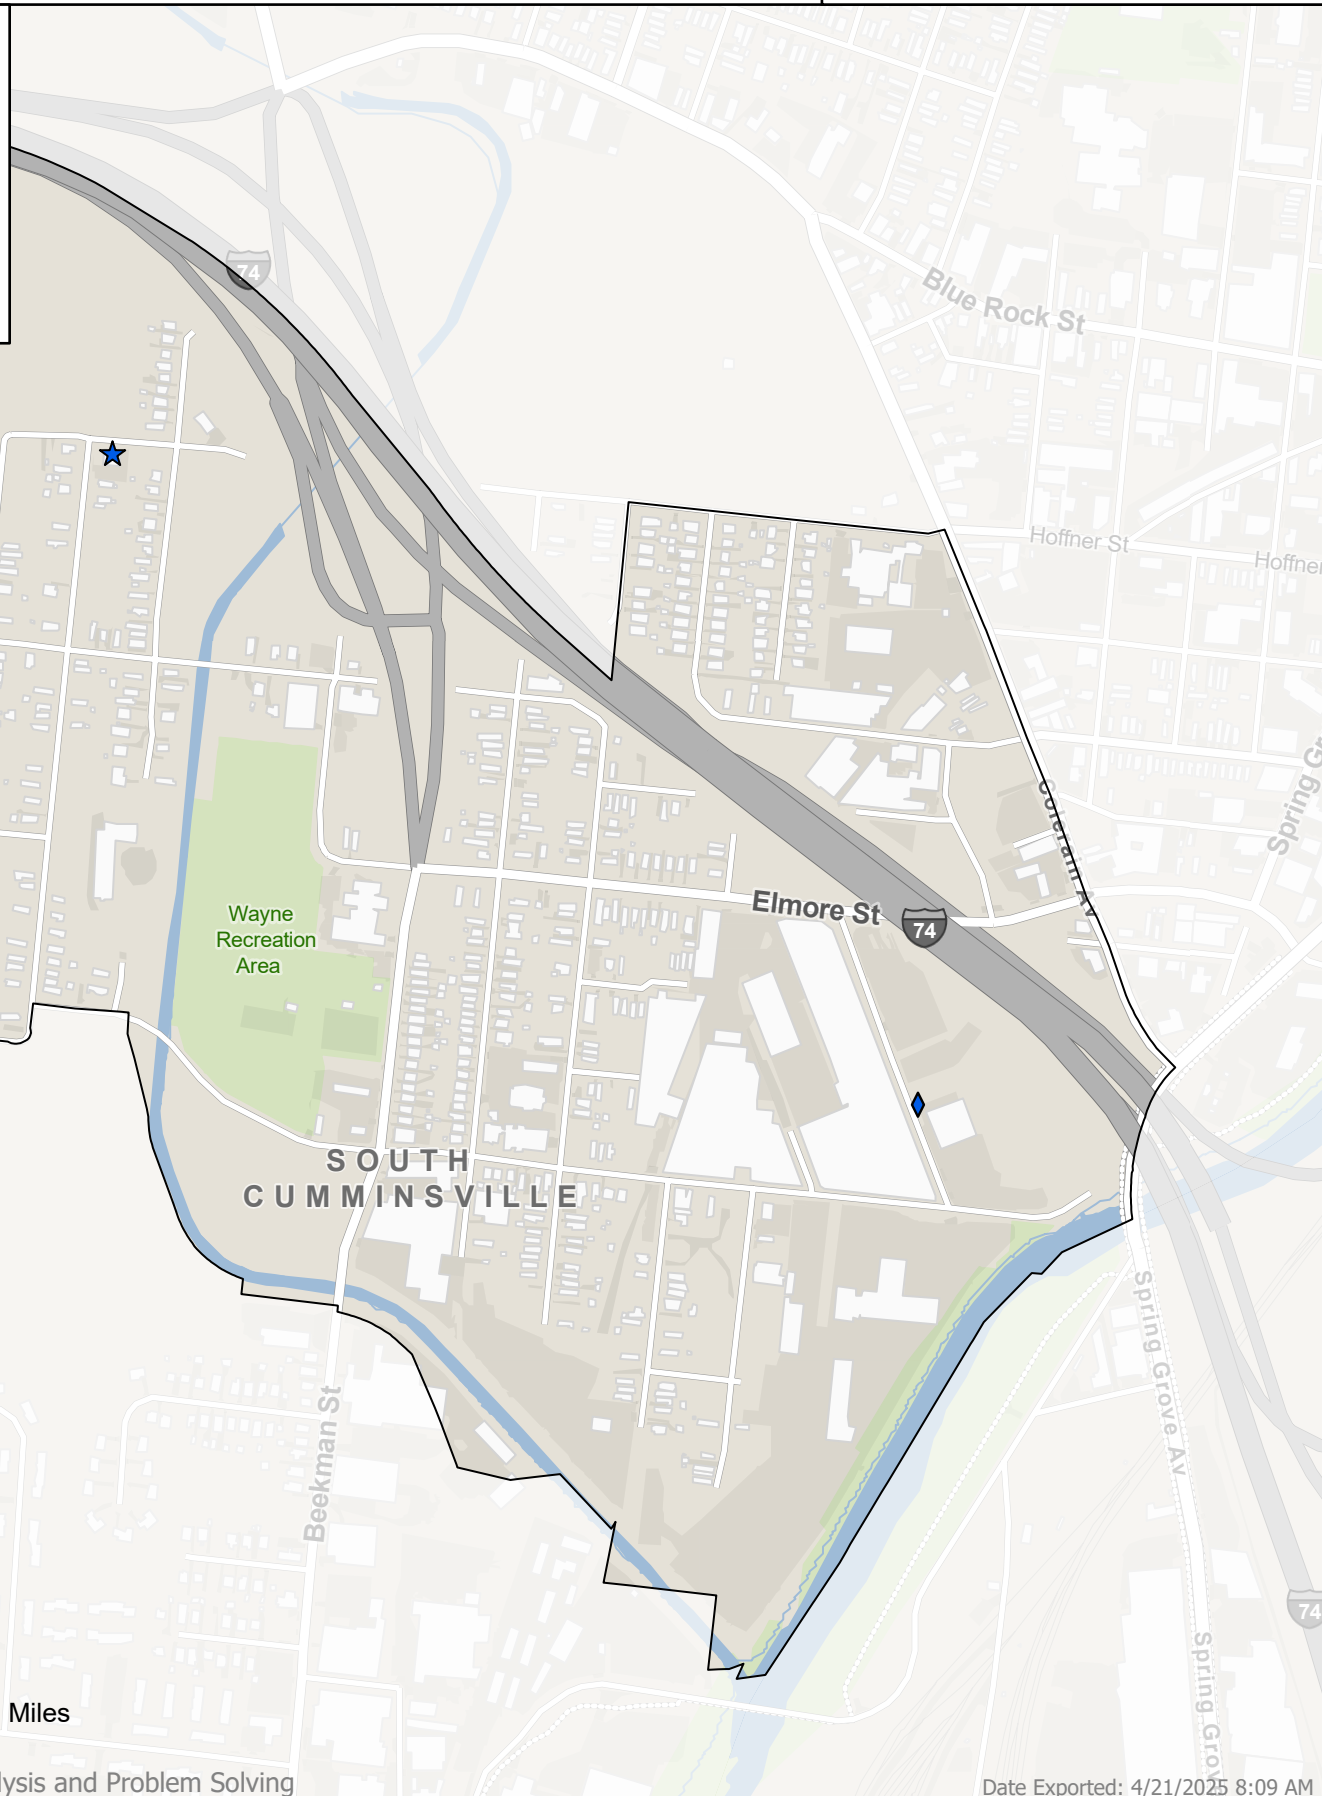 74
Blue Rock St
Hoffner St
Hoffner
Spring Gr
Colerain Av
Elmore St
74
Wayne
Recreation
Area
SOUTH
CUMMINSVILLE
Spring Grove Av
Beekman St
74
Spring Grove
Miles
lysis and Problem Solving
Date Exported: 4/21/2025 8:09 AM